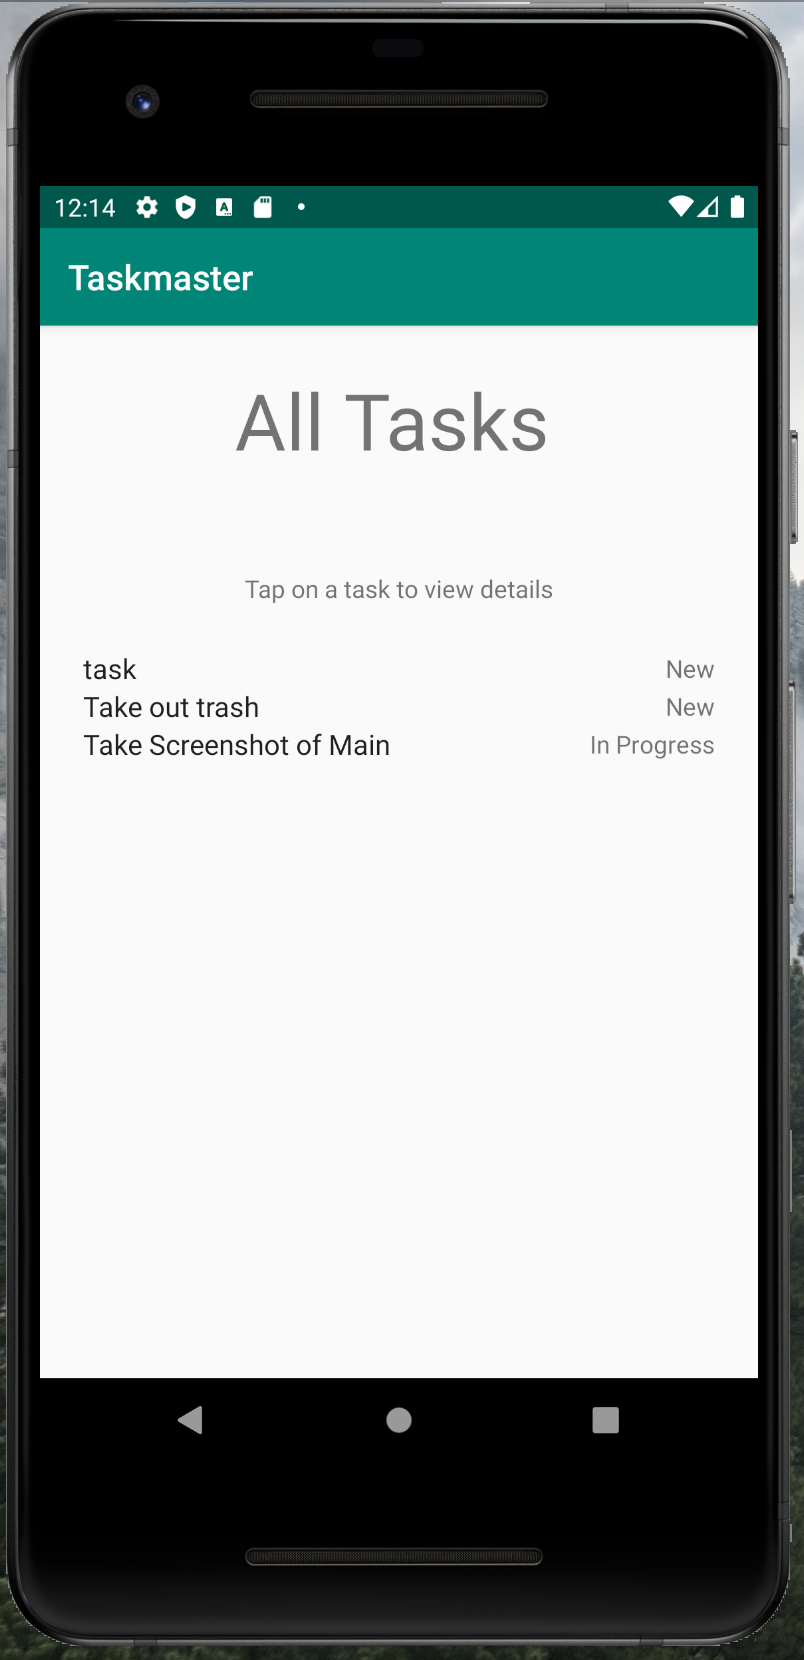 12:14
Taskmaster
All Tasks
Tap on a task to view details
task New
Take out trash New
Take Screenshot of Main In Progress